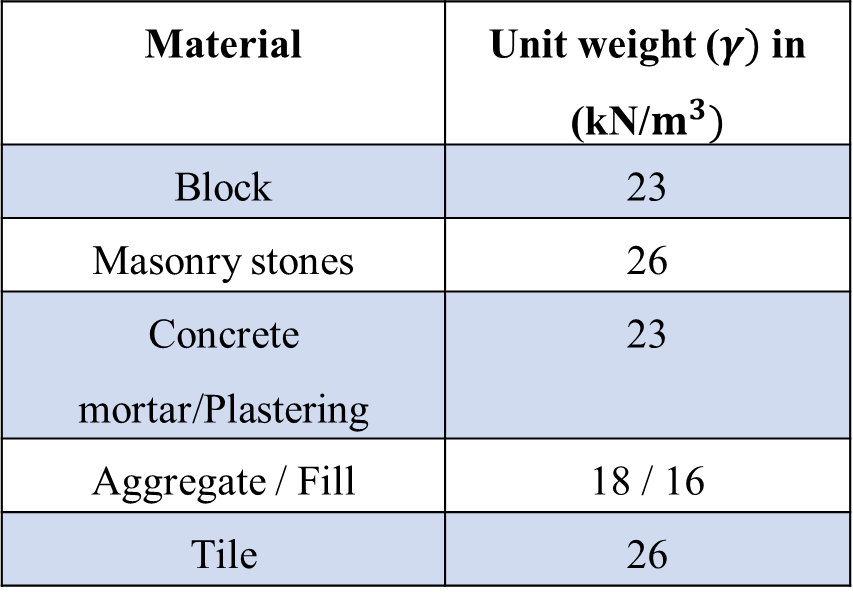 Material
Unit weight (γ) in
(kN/m³)
Block
23
Masonry stones
26
Concrete
mortar/Plastering
23
Aggregate / Fill
18 / 16
Tile
26